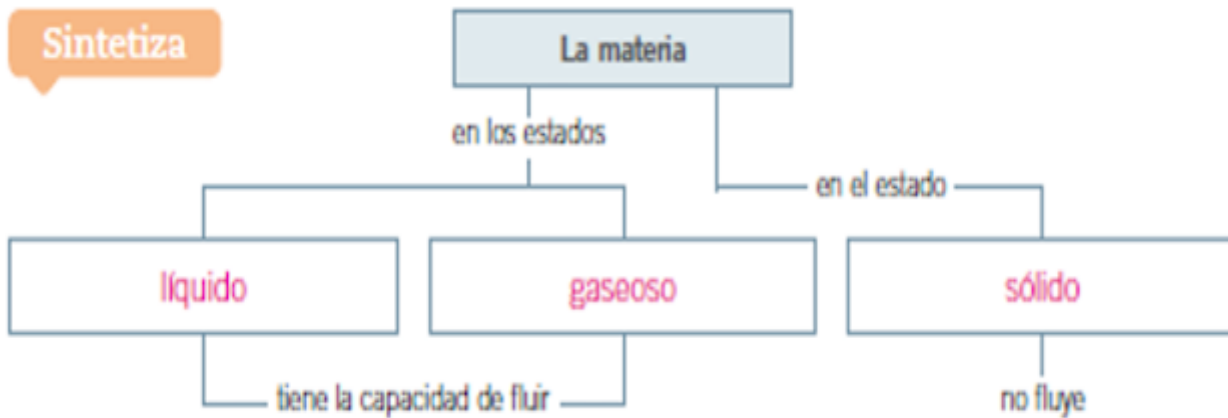 Sintetiza
La materia
en los estados
en el estado
líquido
gaseoso
sólido
tiene la capacidad de fluir
no fluye